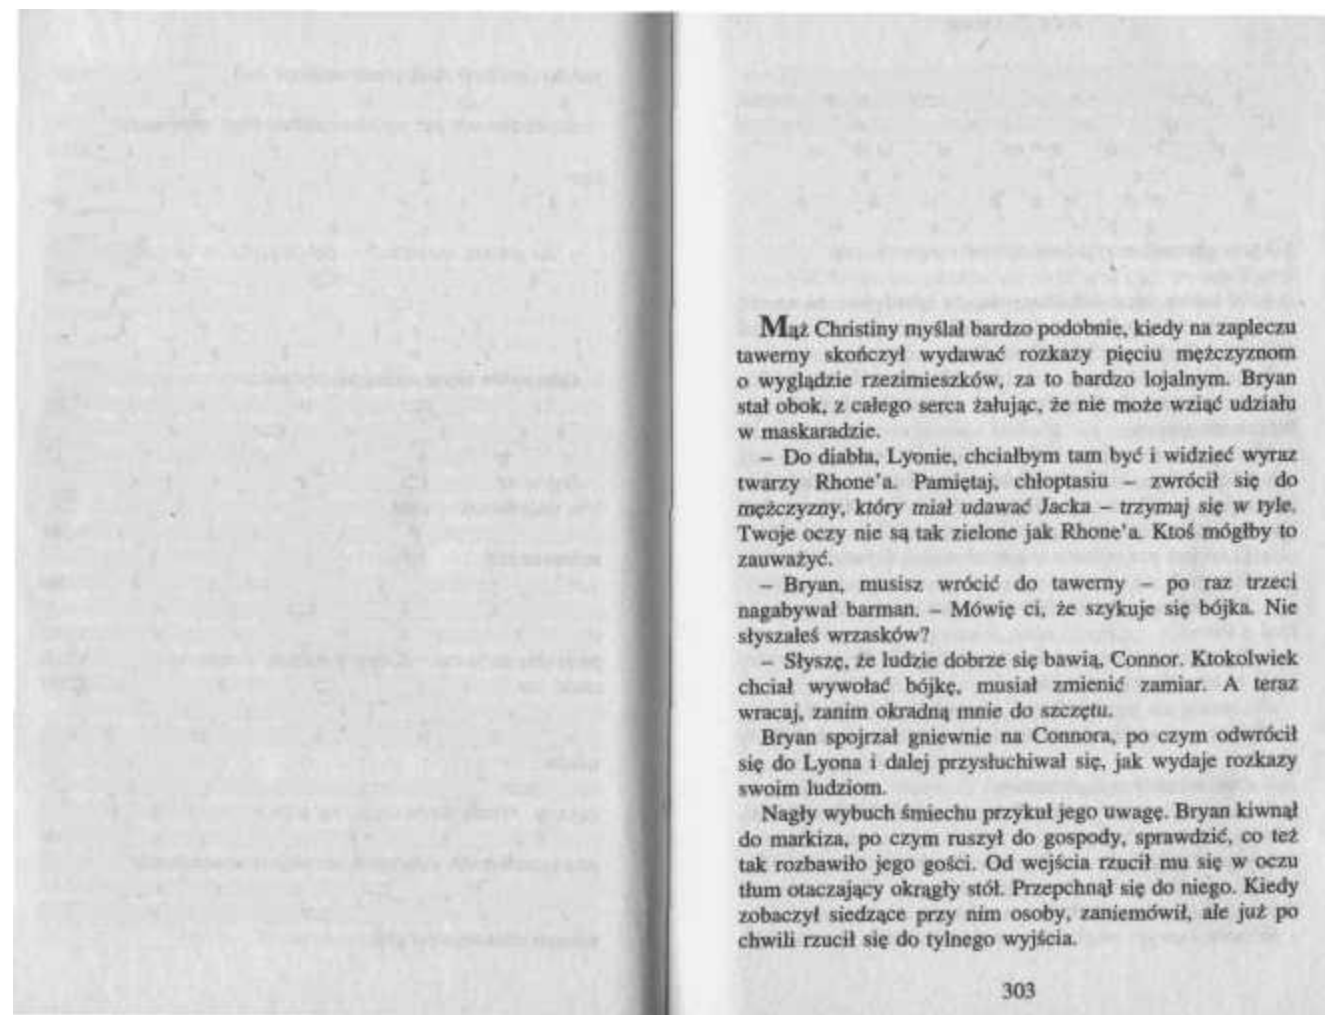 Mąż Christiny myślał bardzo podobnie, kiedy na zapleczu
tawerny skończył wydawać rozkazy pięciu mężczyznom
o wyglądzie rzezimieszków, za to bardzo lojalnym. Bryan
stał obok, z całego serca żałując, że nie może wziąć udziału
w maskaradzie.
– Do diabła, Lyonie, chciałbym tam być i widzieć wyraz
twarzy Rhone'a. Pamiętaj, chłoptasiu – zwrócił się do
mężczyzny, który miał udawać Jacka – trzymaj się w tyle.
Twoje oczy nie są tak zielone jak Rhone'a. Ktoś mógłby to
zauważyć.
– Bryan, musisz wrócić do tawerny – po raz trzeci
nagabywał barman. – Mówię ci, że szykuje się bójka. Nie
słyszałeś wrzasków?
– Słyszę, że ludzie dobrze się bawią, Connor. Ktokolwiek
chciał wywołać bójkę, musiał zmienić zamiar. A teraz
wracaj, zanim okradną mnie do szczętu.
Bryan spojrzał gniewnie na Connora, po czym odwrócił
się do Lyona i dalej przysłuchiwał się, jak wydaje rozkazy
swoim ludziom.
Nagły wybuch śmiechu przykuł jego uwagę. Bryan kiwnął
do markiza, po czym ruszył do gospody, sprawdzić, co też
tak rozbawiło jego gości. Od wejścia rzucił mu się w oczu
tłum otaczający okrągły stół. Przepchnął się do niego. Kiedy
zobaczył siedzące przy nim osoby, zaniemówił, ale już po
chwili rzucił się do tylnego wyjścia.
303